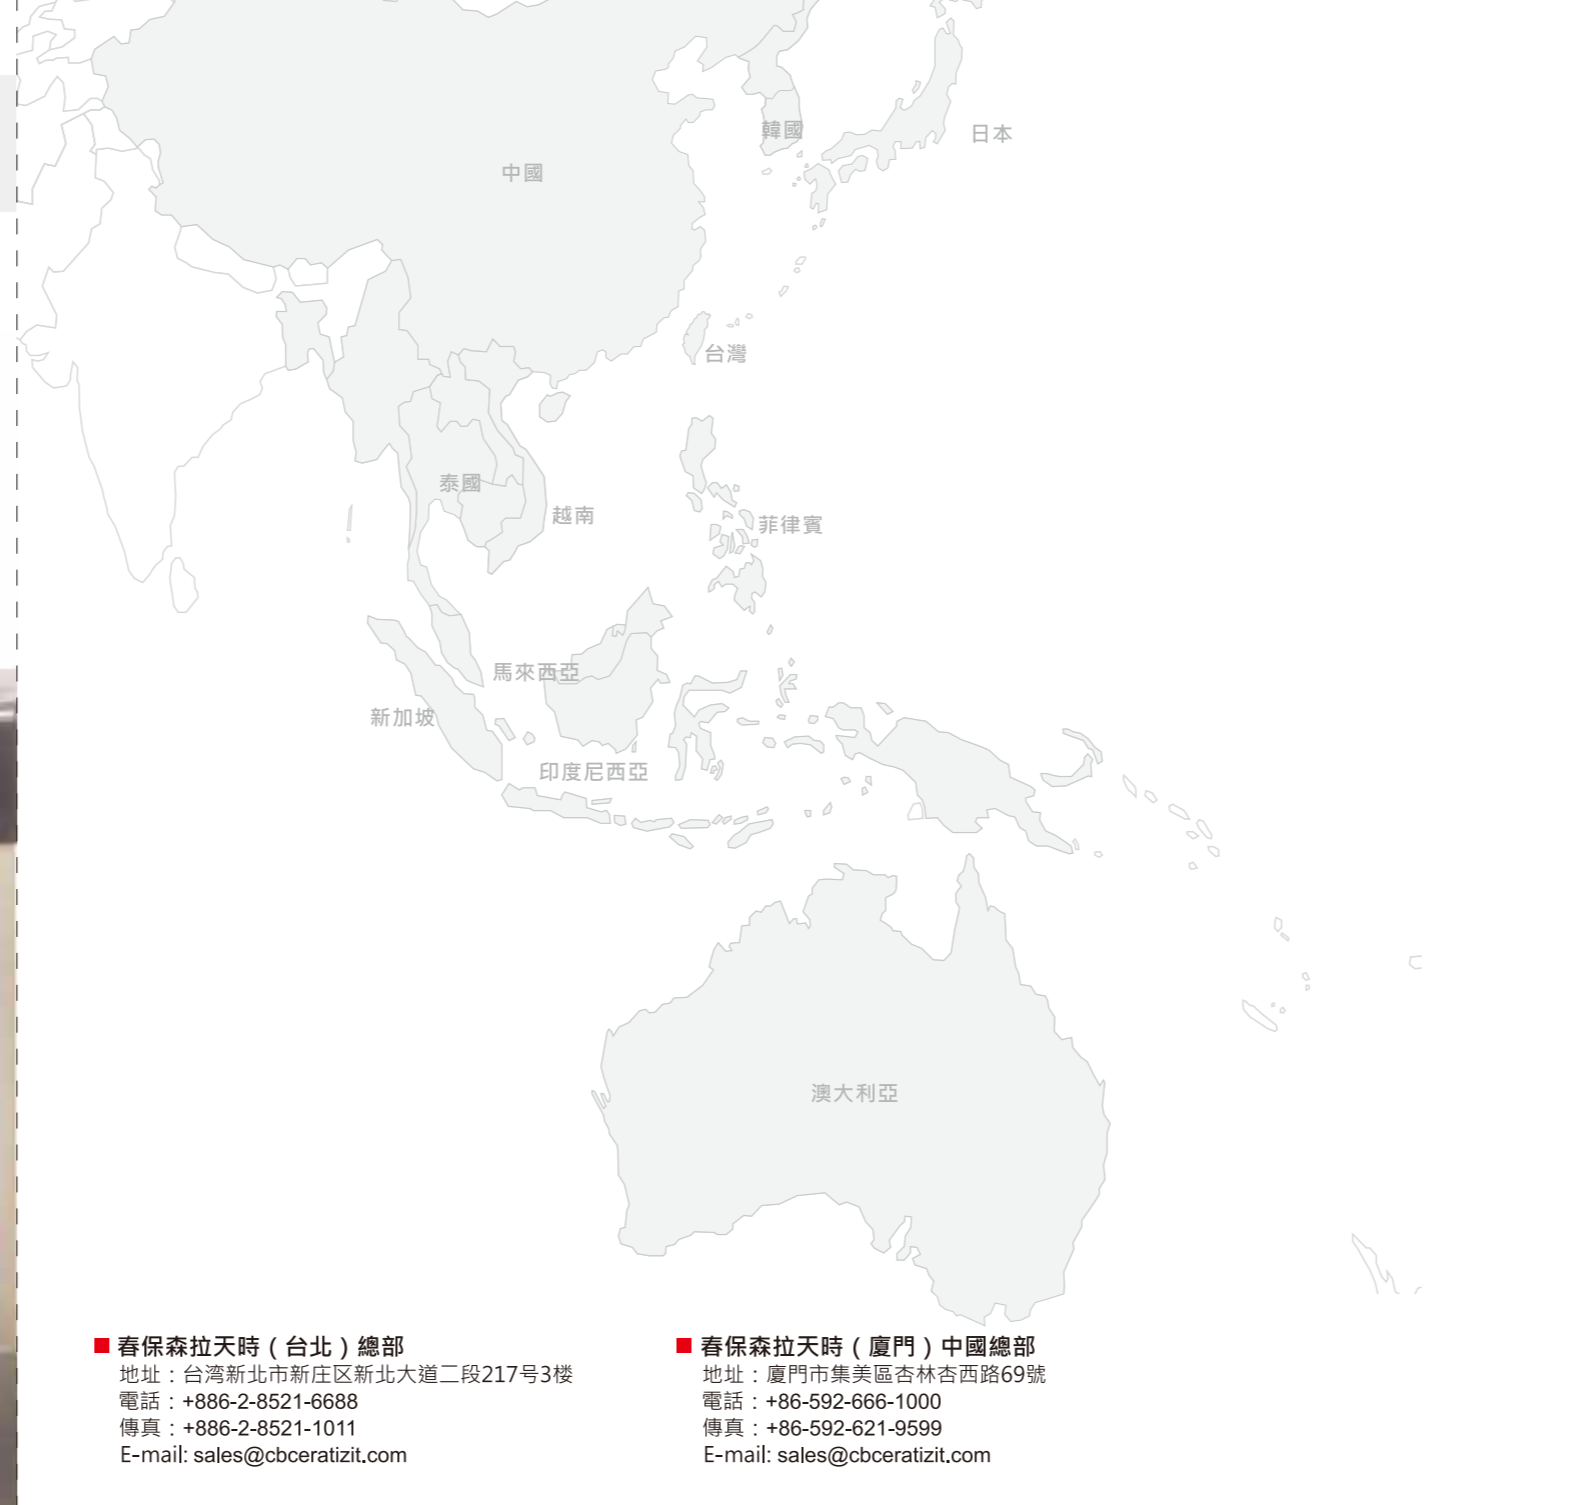 韓國
日本
中國
台灣
泰國
越南
菲律賓
馬來西亞
新加坡
印度尼西亞
澳大利亞
春保森拉天時（台北）總部
地址：台湾新北市新庄区新北大道二段217号3楼
電話：+886-2-8521-6688
傳真：+886-2-8521-1011
E-mail: sales@cbceratizit.com
春保森拉天時（廈門）中國總部
地址：廈門市集美區杏林杏西路69號
電話：+86-592-666-1000
傳真：+86-592-621-9599
E-mail: sales@cbceratizit.com